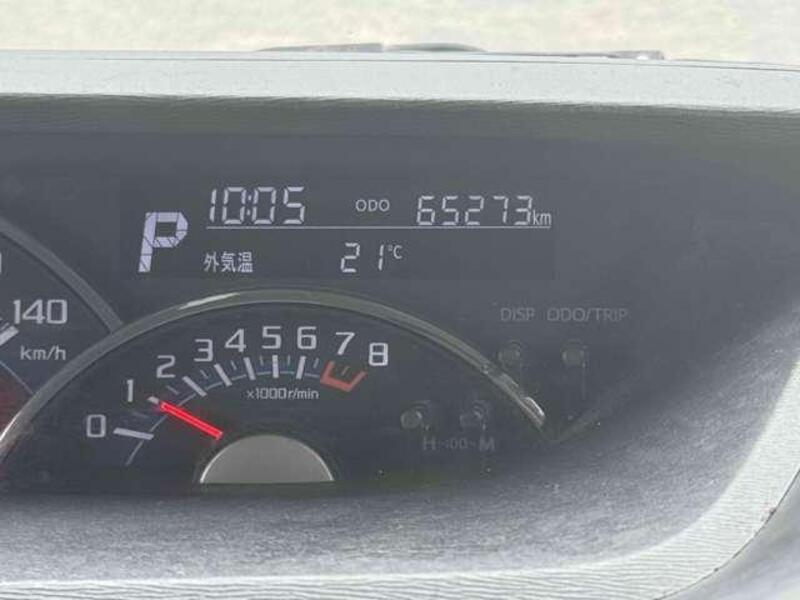 P
10:05 ODO 65273km
外気温 21°C
DISP ODO/TRIP
140
km/h
0 1 2 3 4 5 6 7 8
×1000r/min
H -:00- M